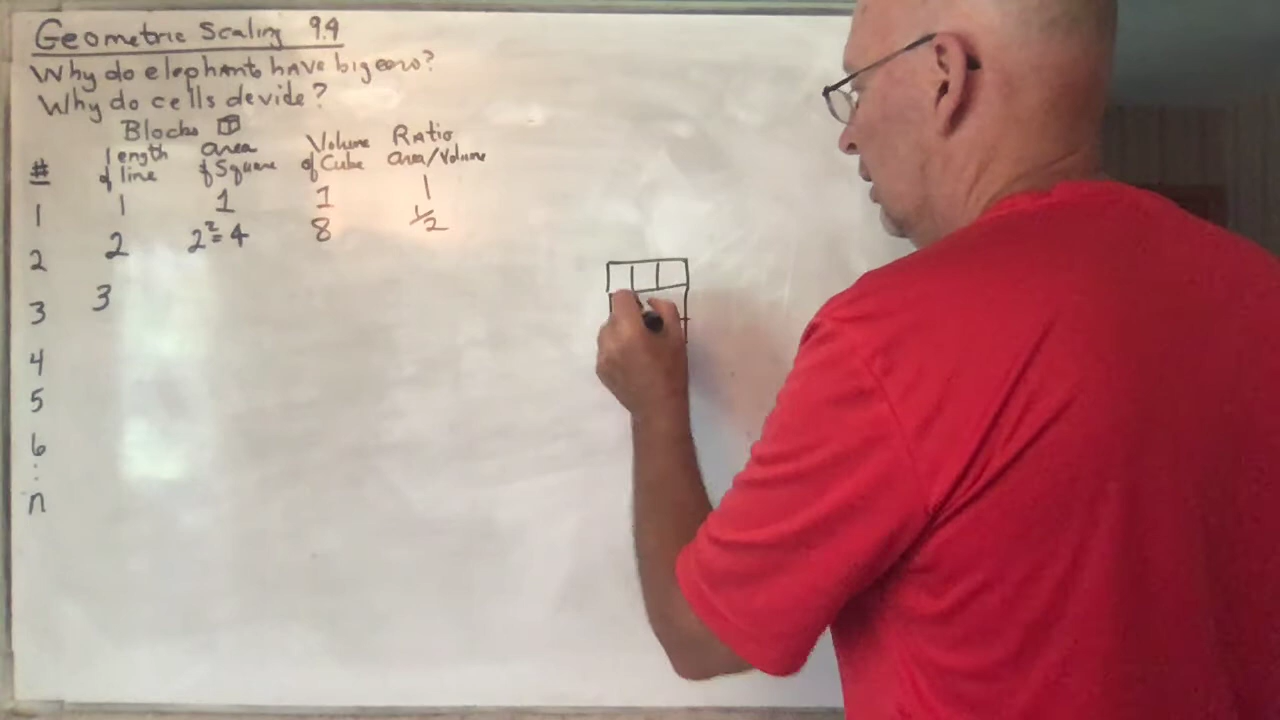 Geometric Scaling 9.4
Why do elephants have big ears?
Why do cells devide?
Blocks
# length of line area of Square Volume of Cube Ratio area/Volume
1 1 1 1 1
2 2 2²=4 8 1/2
3 3
4
5
6
:
n